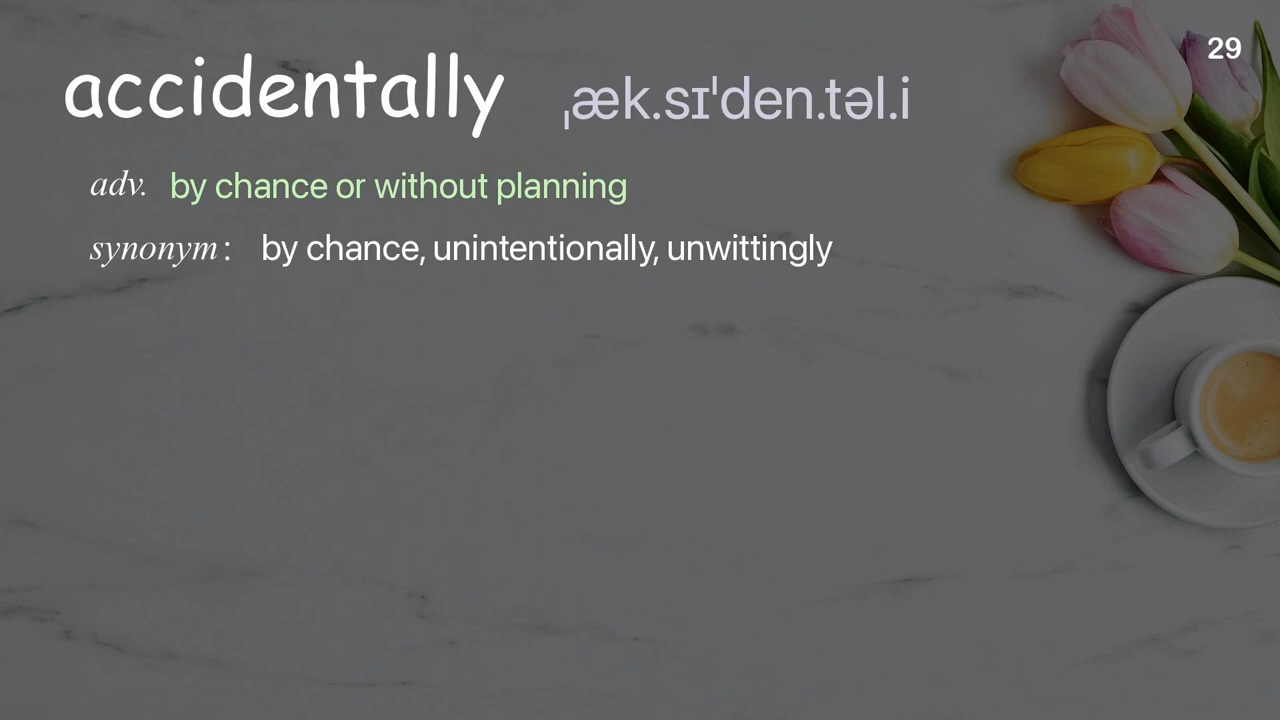 29
accidentally ˌæk.sɪˈden.təl.i
adv. by chance or without planning
synonym: by chance, unintentionally, unwittingly